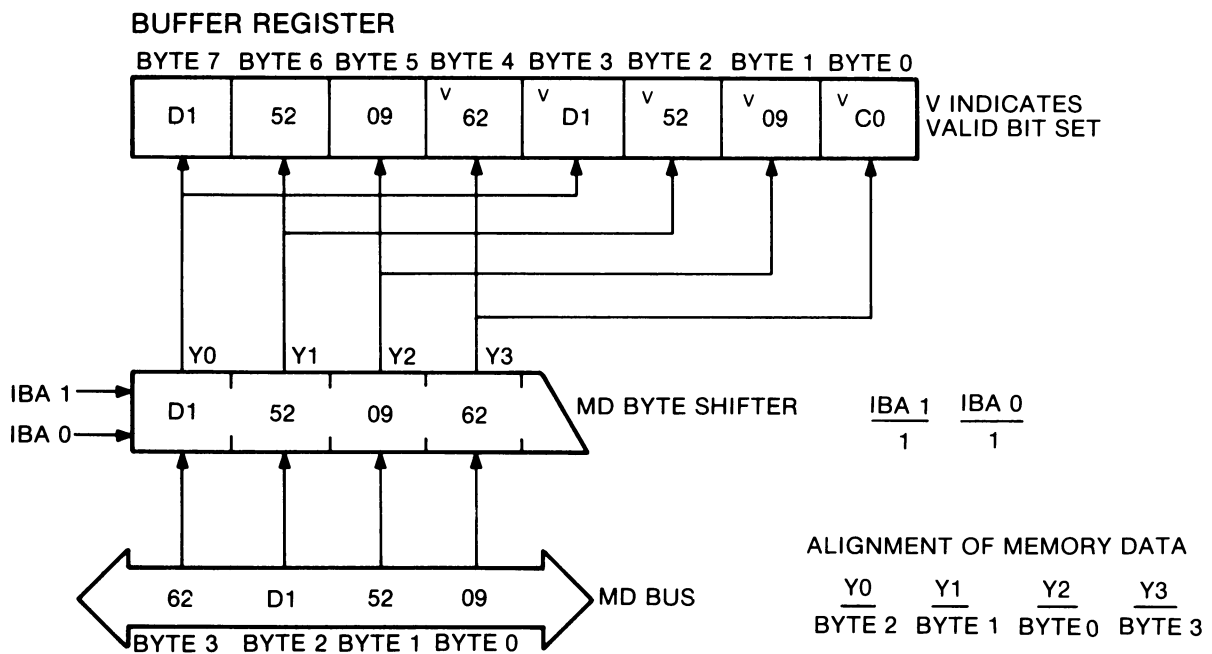 BUFFER REGISTER
BYTE 7 BYTE 6 BYTE 5 BYTE 4 BYTE 3 BYTE 2 BYTE 1 BYTE 0
D1 52 09 V 62 V D1 V 52 V 09 V C0
V INDICATES
VALID BIT SET
Y0 Y1 Y2 Y3
IBA 1
IBA 0
D1 52 09 62
MD BYTE SHIFTER
IBA 1 IBA 0
1 1
62 D1 52 09
MD BUS
BYTE 3 BYTE 2 BYTE 1 BYTE 0
ALIGNMENT OF MEMORY DATA
Y0 Y1 Y2 Y3
BYTE 2 BYTE 1 BYTE 0 BYTE 3